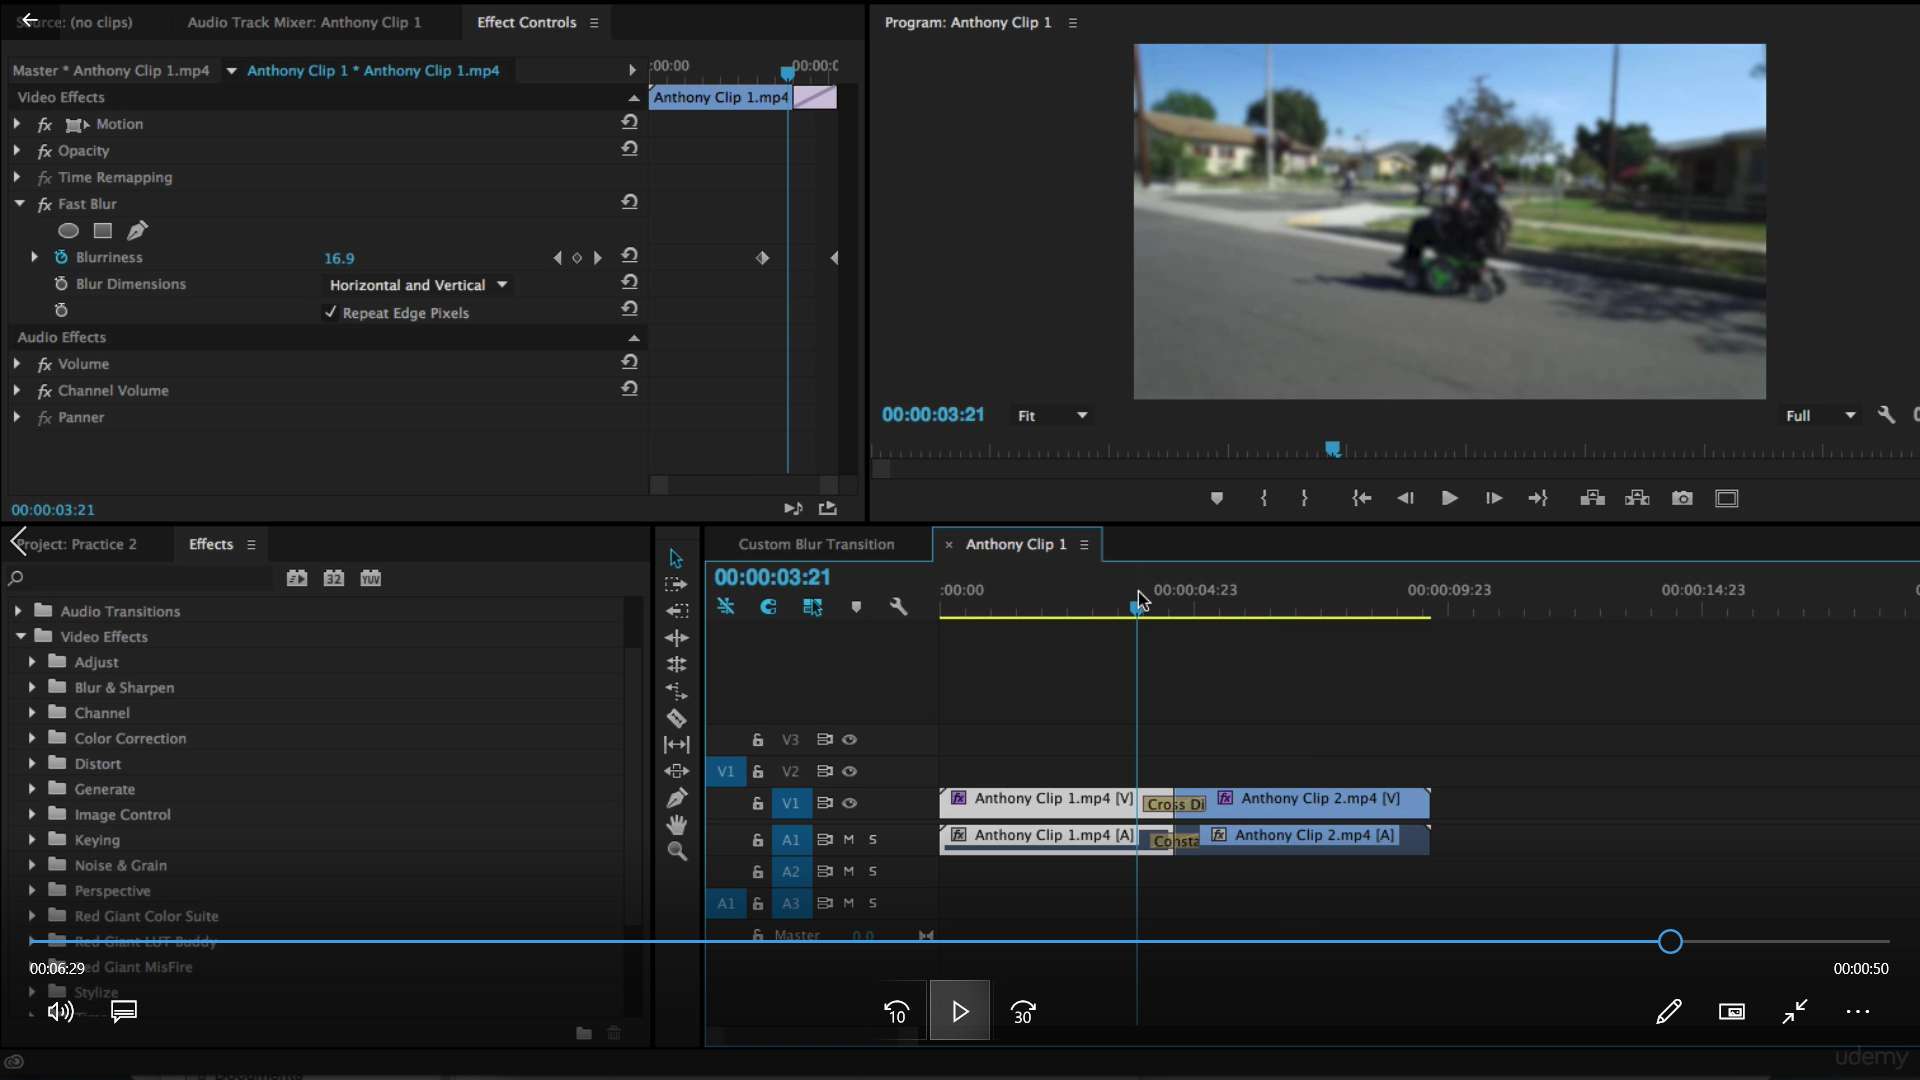 Source: (no clips)
Audio Track Mixer: Anthony Clip 1
Effect Controls
Master * Anthony Clip 1.mp4
Anthony Clip 1 * Anthony Clip 1.mp4
:00:00
00:00:0
Video Effects
Anthony Clip 1.mp4
fx Motion
fx Opacity
fx Time Remapping
fx Fast Blur
Blurriness
16.9
Blur Dimensions
Horizontal and Vertical
Repeat Edge Pixels
Audio Effects
fx Volume
fx Channel Volume
fx Panner
00:00:03:21
Program: Anthony Clip 1
00:00:03:21
Fit
Full
Project: Practice 2
Effects
32
YUV
Audio Transitions
Video Effects
Adjust
Blur & Sharpen
Channel
Color Correction
Distort
Generate
Image Control
Keying
Noise & Grain
Perspective
Red Giant Color Suite
Red Giant LUT Buddy
Red Giant MisFire
Stylize
Custom Blur Transition
× Anthony Clip 1
00:00:03:21
:00:00
00:00:04:23
00:00:09:23
00:00:14:23
V3
V1 V2
V1
fx Anthony Clip 1.mp4 [V]
Cross Di
fx Anthony Clip 2.mp4 [V]
A1 M S
fx Anthony Clip 1.mp4 [A]
Consta
fx Anthony Clip 2.mp4 [A]
A2 M S
A1 A3 M S
Master 0.0
00:06:29
00:00:50
10
30
udemy